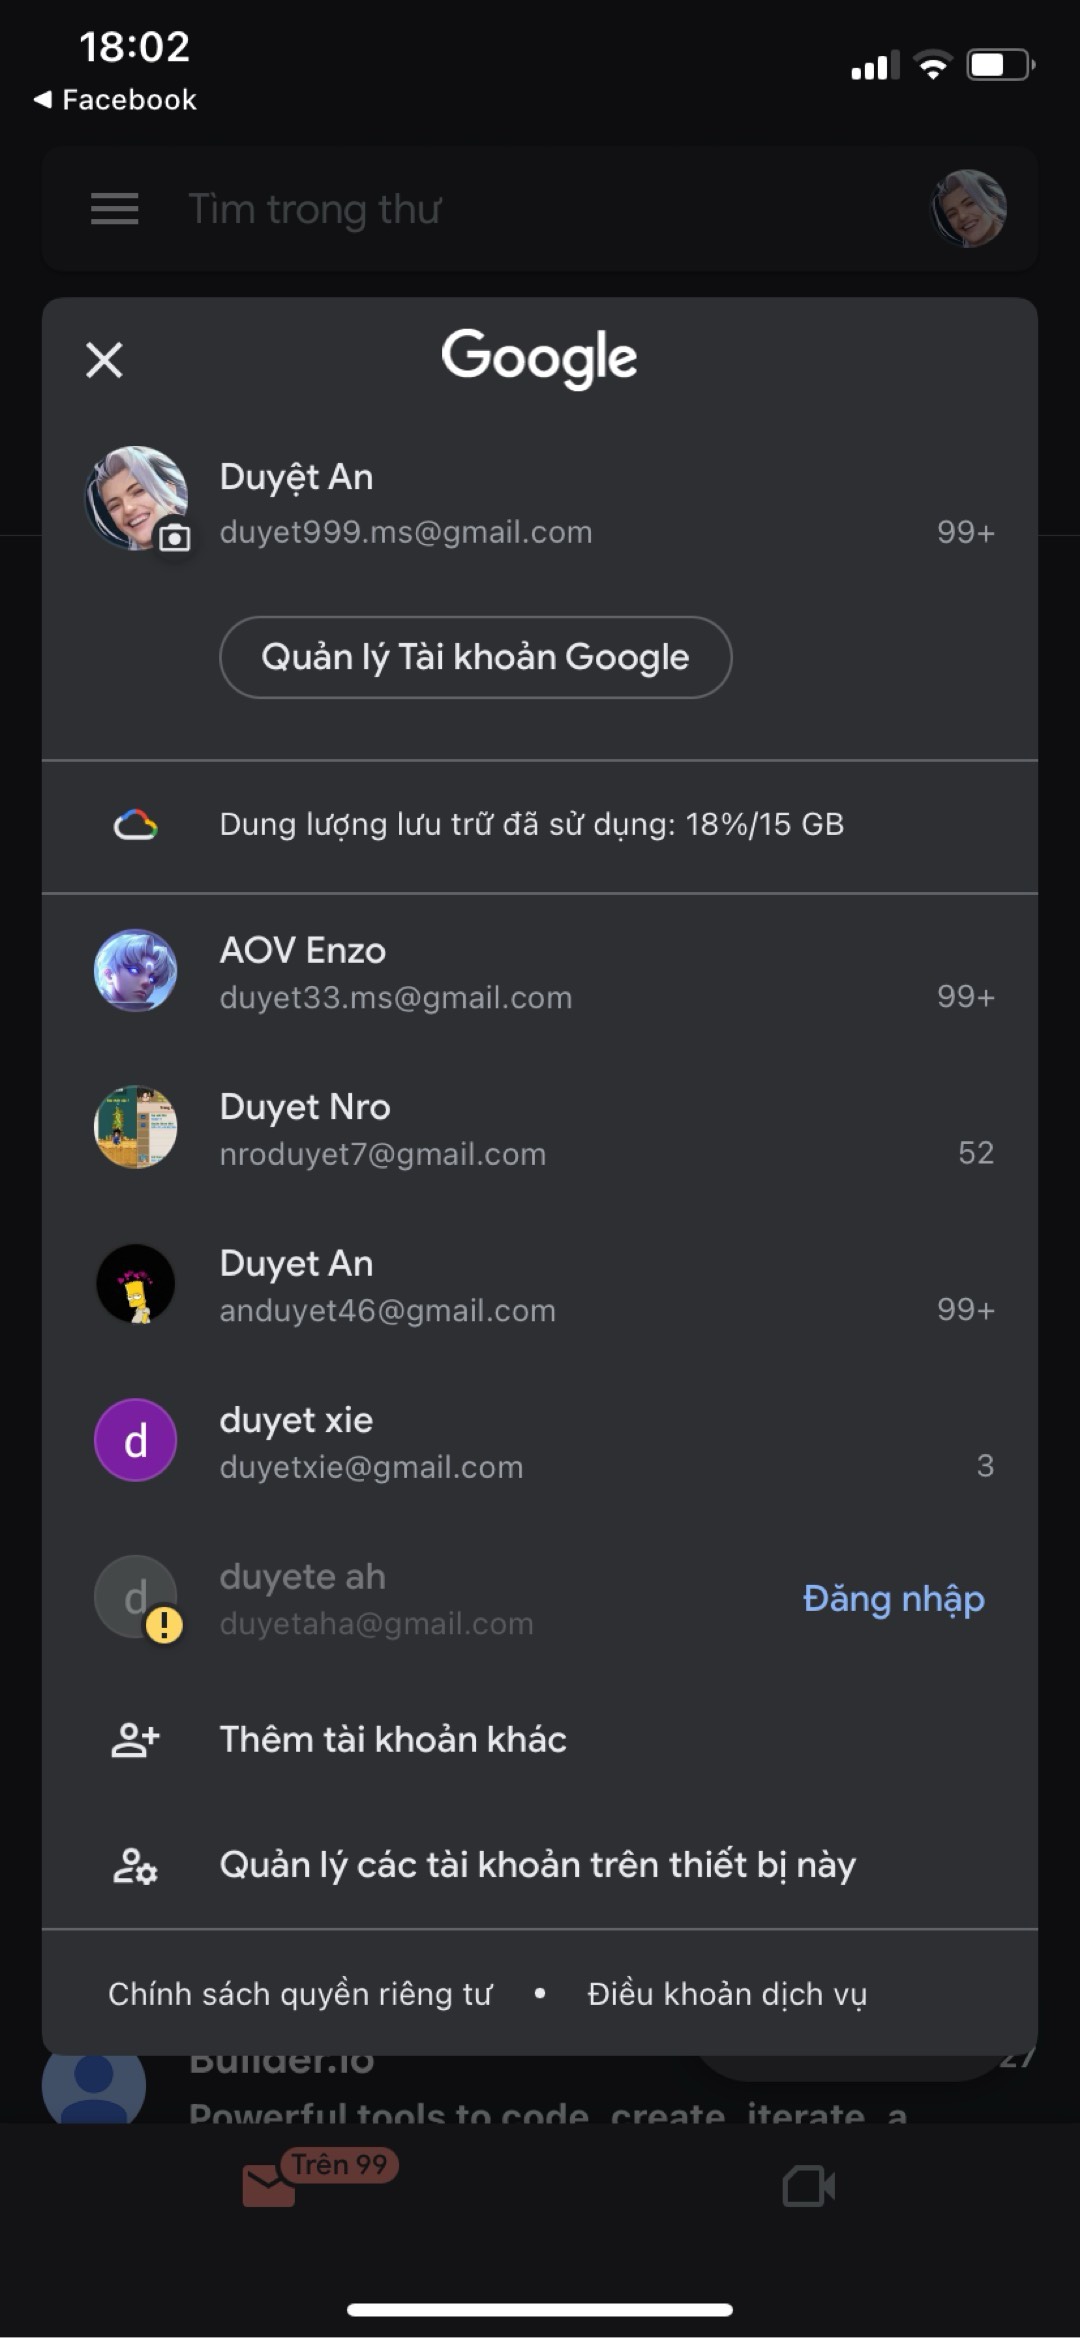 18:02
◀ Facebook
Tìm trong thư
Google
Duyệt An
duyet999.ms@gmail.com
99+
Quản lý Tài khoản Google
Dung lượng lưu trữ đã sử dụng: 18%/15 GB
AOV Enzo
duyet33.ms@gmail.com
99+
Duyet Nro
nroduyet7@gmail.com
52
Duyet An
anduyet46@gmail.com
99+
d
duyet xie
duyetxie@gmail.com
3
d
duyete ah
duyetaha@gmail.com
Đăng nhập
Thêm tài khoản khác
Quản lý các tài khoản trên thiết bị này
Chính sách quyền riêng tư • Điều khoản dịch vụ
Builder.io
27
Powerful tools to code, create, iterate, a
Trên 99